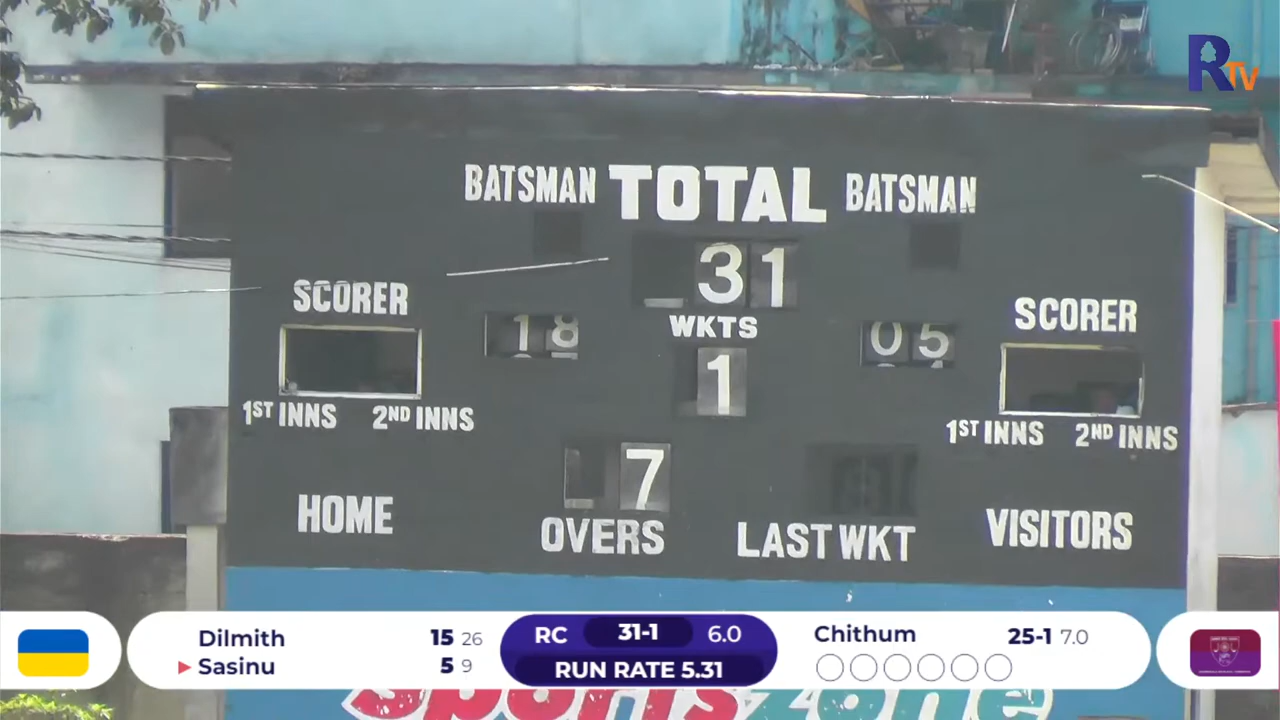 RTV
BATSMAN TOTAL BATSMAN
31
SCORER
SCORER
WKTS
18
05
1
1ST INNS 2ND INNS
1ST INNS 2ND INNS
7
HOME
OVERS
LAST WKT
VISITORS
Dilmith 15 26
Sasinu 5 9
RC 31-1 6.0
RUN RATE 5.31
Chithum 25-1 7.0
sportszone